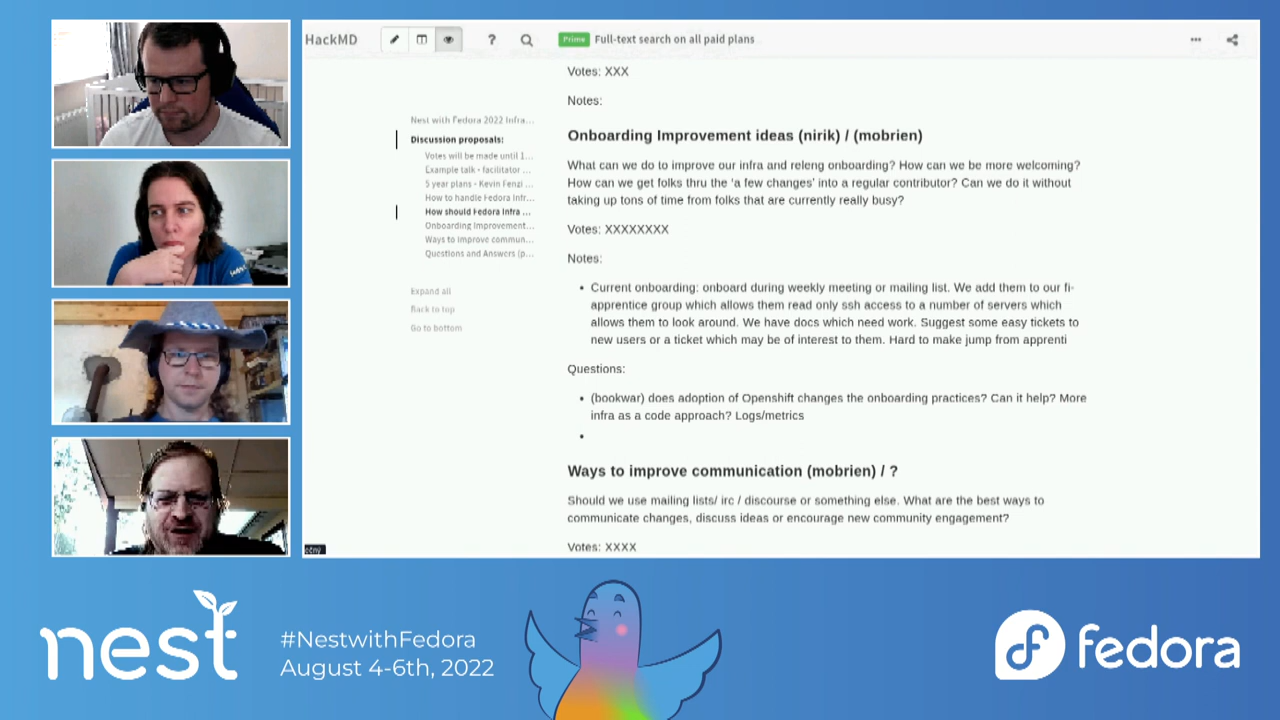 HackMD
?
Prime Full-text search on all paid plans
Nest with Fedora 2022 Infra...
Discussion proposals:
Votes will be made until 1...
Example talk - facilitator ...
5 year plans - Kevin Fenzi ...
How to handle Fedora Infr...
How should Fedora Infra ...
Onboarding Improvement...
Ways to improve commun...
Questions and Answers (p...
Expand all
Back to top
Go to bottom
Votes: XXX
Notes:
Onboarding Improvement ideas (nirik) / (mobrien)
What can we do to improve our infra and releng onboarding? How can we be more welcoming?
How can we get folks thru the ‘a few changes’ into a regular contributor? Can we do it without
taking up tons of time from folks that are currently really busy?
Votes: XXXXXXXX
Notes:
• Current onboarding: onboard during weekly meeting or mailing list. We add them to our fi-
apprentice group which allows them read only ssh access to a number of servers which
allows them to look around. We have docs which need work. Suggest some easy tickets to
new users or a ticket which may be of interest to them. Hard to make jump from apprenti
Questions:
• (bookwar) does adoption of Openshift changes the onboarding practices? Can it help? More
infra as a code approach? Logs/metrics
•
Ways to improve communication (mobrien) / ?
Should we use mailing lists/ irc / discourse or something else. What are the best ways to
communicate changes, discuss ideas or encourage new community engagement?
Votes: XXXX
nest
#NestwithFedora
August 4-6th, 2022
fedora